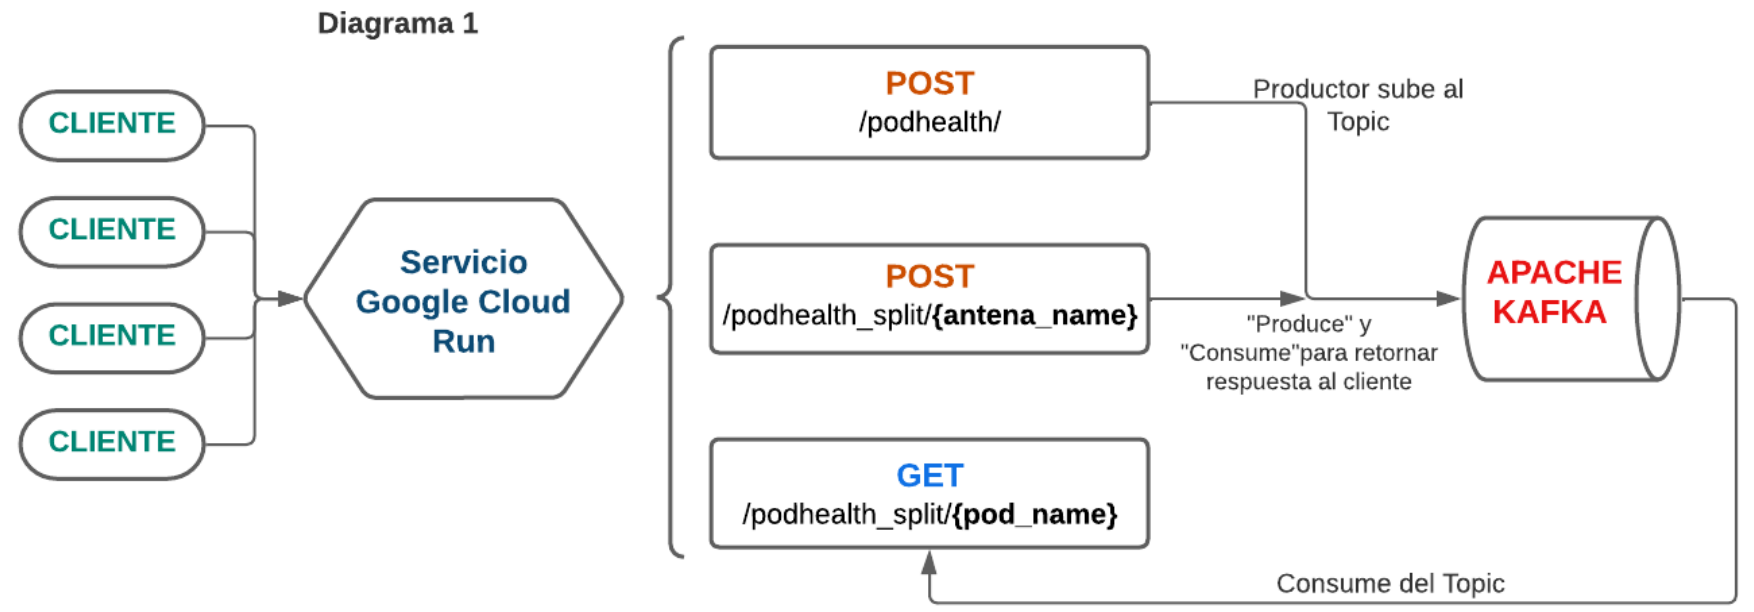 Diagrama 1
CLIENTE
CLIENTE
CLIENTE
CLIENTE
Servicio
Google Cloud
Run
POST
/podhealth/
POST
/podhealth_split/{antena_name}
GET
/podhealth_split/{pod_name}
Productor sube al
Topic
"Produce" y
"Consume"para retornar
respuesta al cliente
APACHE
KAFKA
Consume del Topic